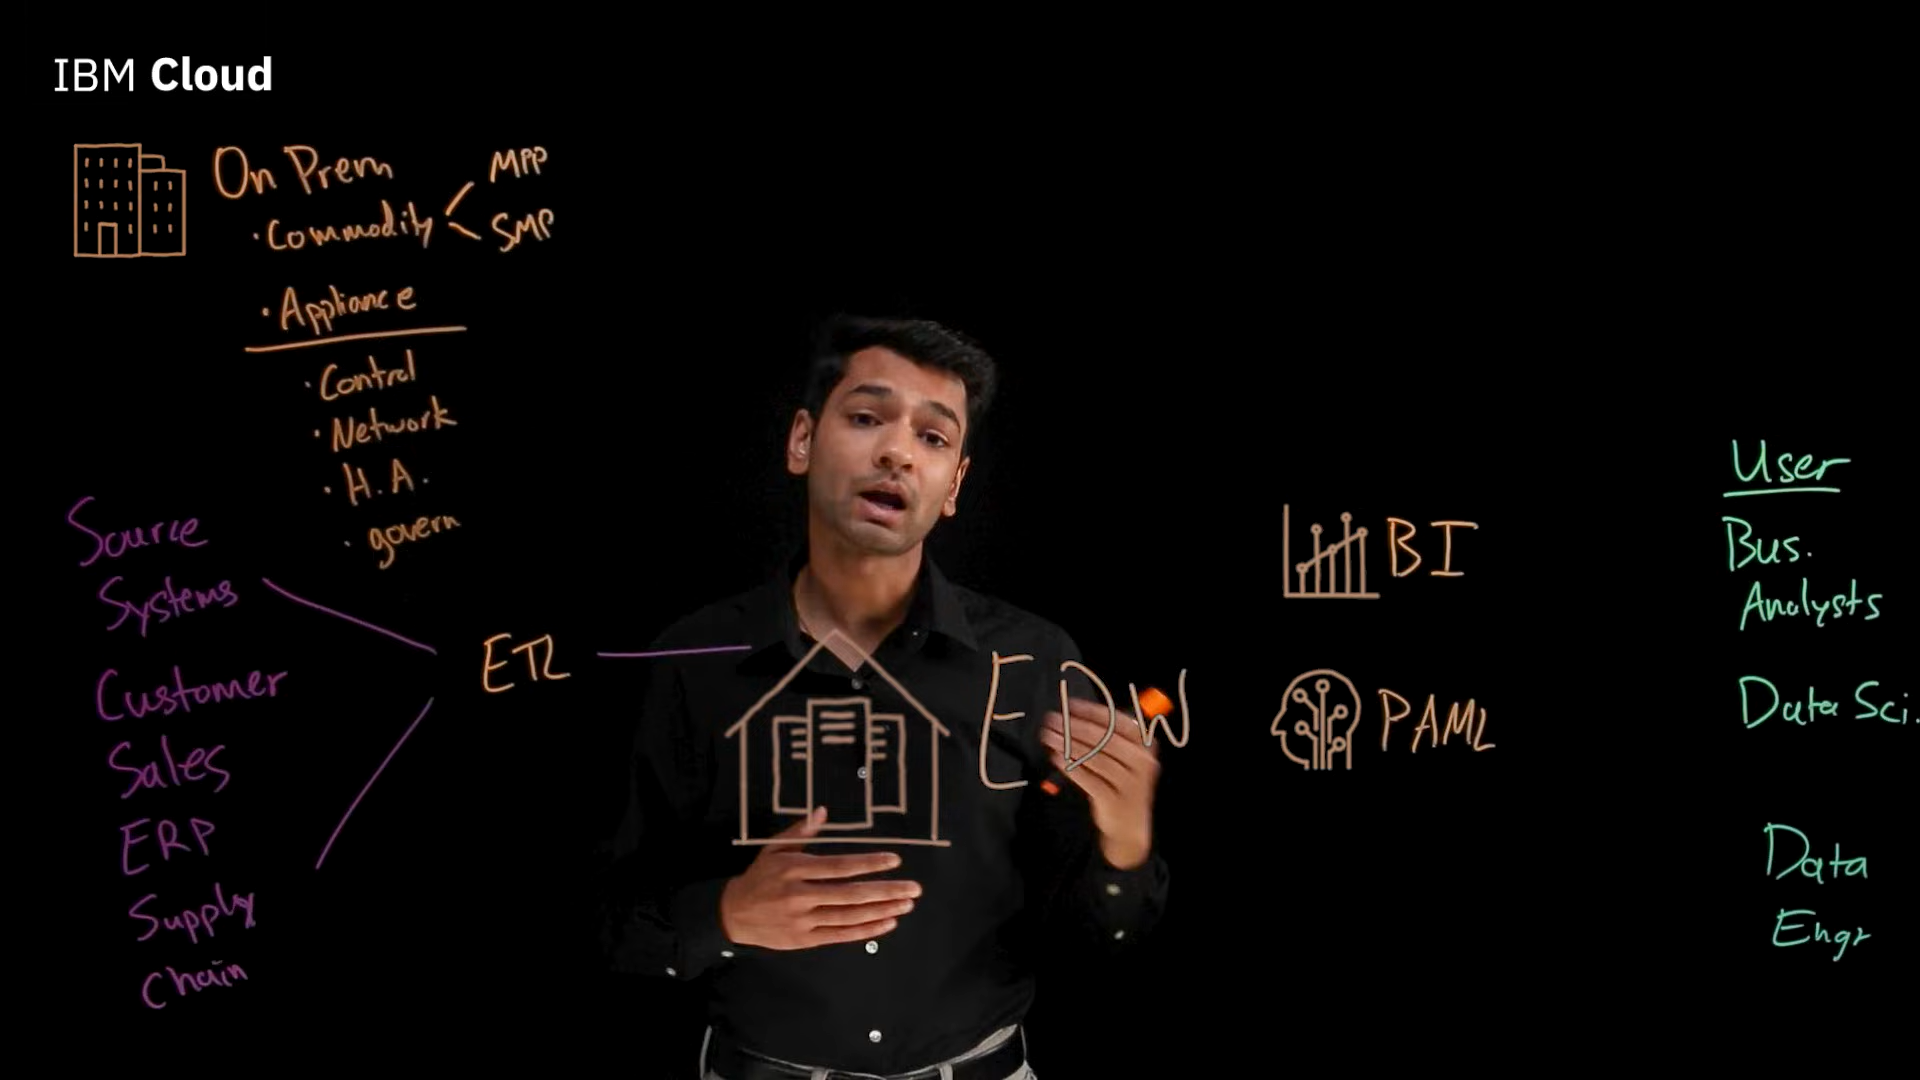 IBM Cloud
On Prem
· Commodity
MPP
SMP
· Appliance
· Control
· Network
· H.A.
· govern
Source
Systems
Customer
Sales
ERP
Supply
Chain
ETL
EDW
BI
PAML
User
Bus.
Analysts
Data Sci.
Data
Engr